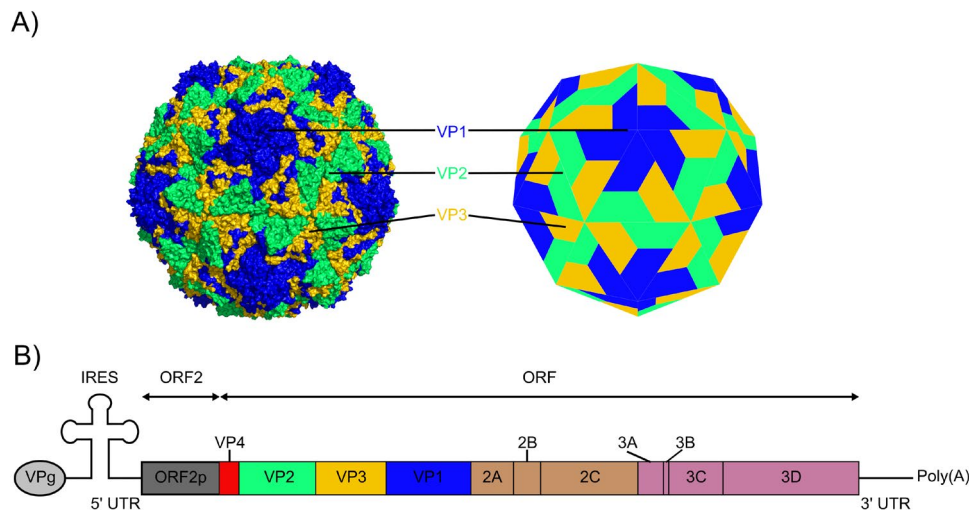 A)
VP1
VP2
VP3
B)
IRES
ORF2
ORF
VP4
2B
3A
3B
VPg
ORF2p
VP2
VP3
VP1
2A
2C
3C
3D
Poly(A)
5' UTR
3' UTR